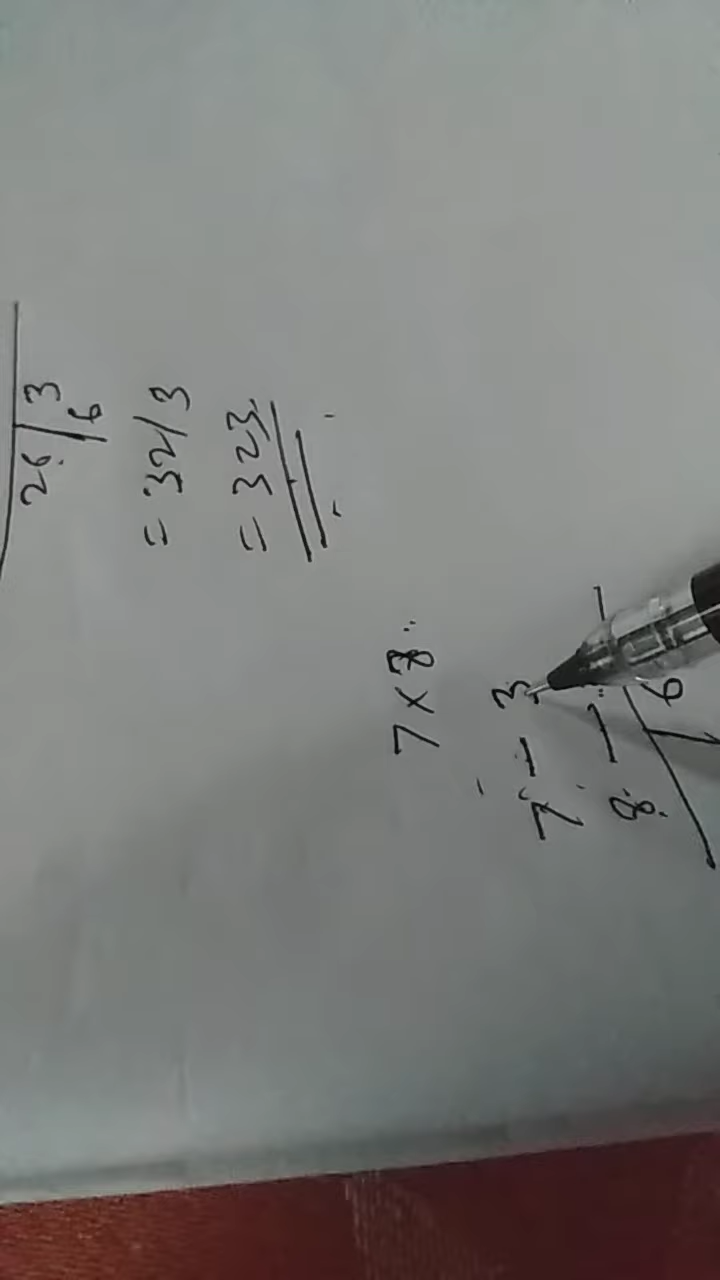 26 / 3
6
= 32/3
= 323
7 x 8
7 - 3
8 -
/ 6